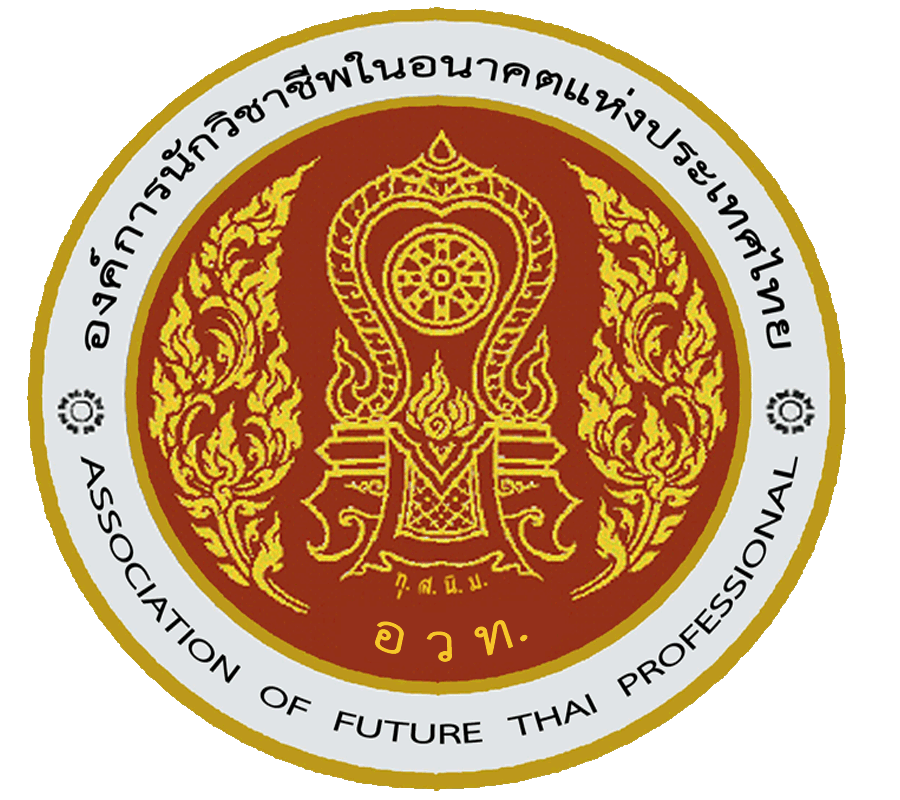 องค์การนักวิชาชีพในอนาคตแห่งประเทศไทย
ทุ. ส. นิ. ม.
อ ว ท.
ASSOCIATION OF FUTURE THAI PROFESSIONAL